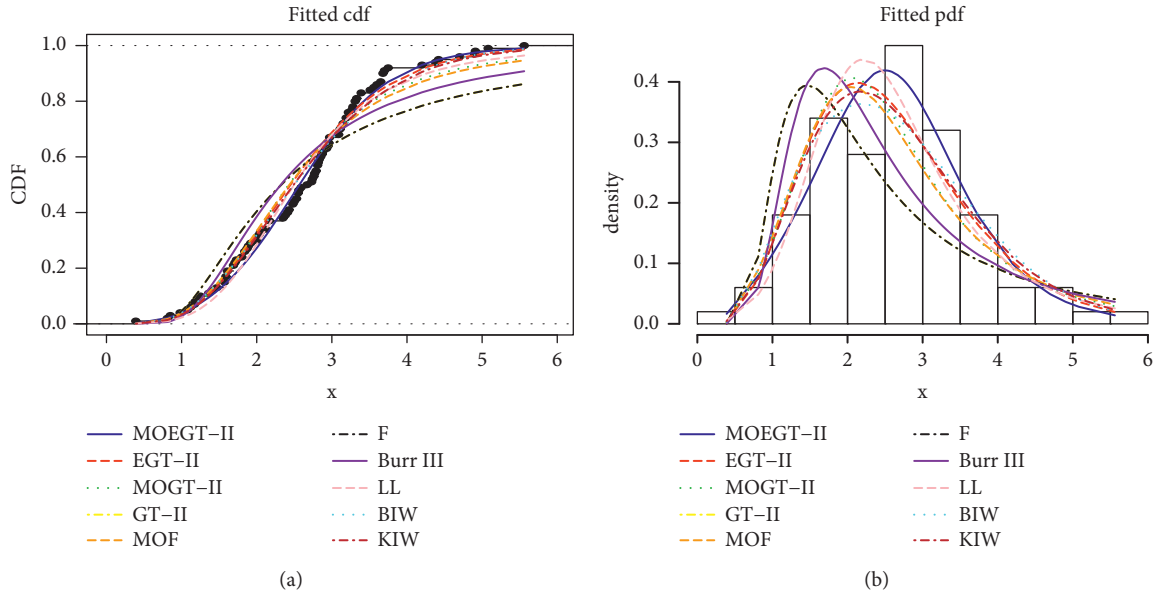 Fitted cdf
1.0
0.8
0.6
0.4
0.2
0.0
CDF
0 1 2 3 4 5 6
x
MOEGT−II
EGT−II
MOGT−II
GT−II
MOF
F
Burr III
LL
BIW
KIW
(a)
Fitted pdf
0.4
0.3
0.2
0.1
0.0
density
0 1 2 3 4 5 6
x
MOEGT−II
EGT−II
MOGT−II
GT−II
MOF
F
Burr III
LL
BIW
KIW
(b)